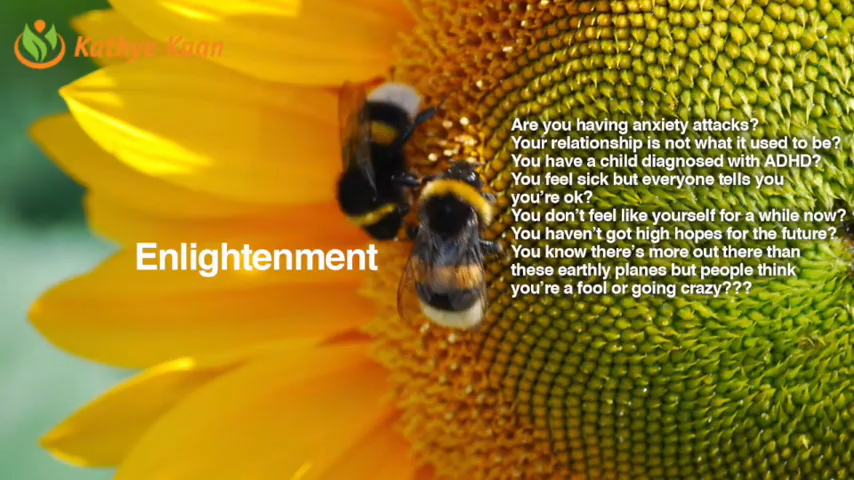 Kathye Kaan
Enlightenment
Are you having anxiety attacks?
Your relationship is not what it used to be?
You have a child diagnosed with ADHD?
You feel sick but everyone tells you
you're ok?
You don't feel like yourself for a while now?
You haven't got high hopes for the future?
You know there's more out there than
these earthly planes but people think
you're a fool or going crazy???